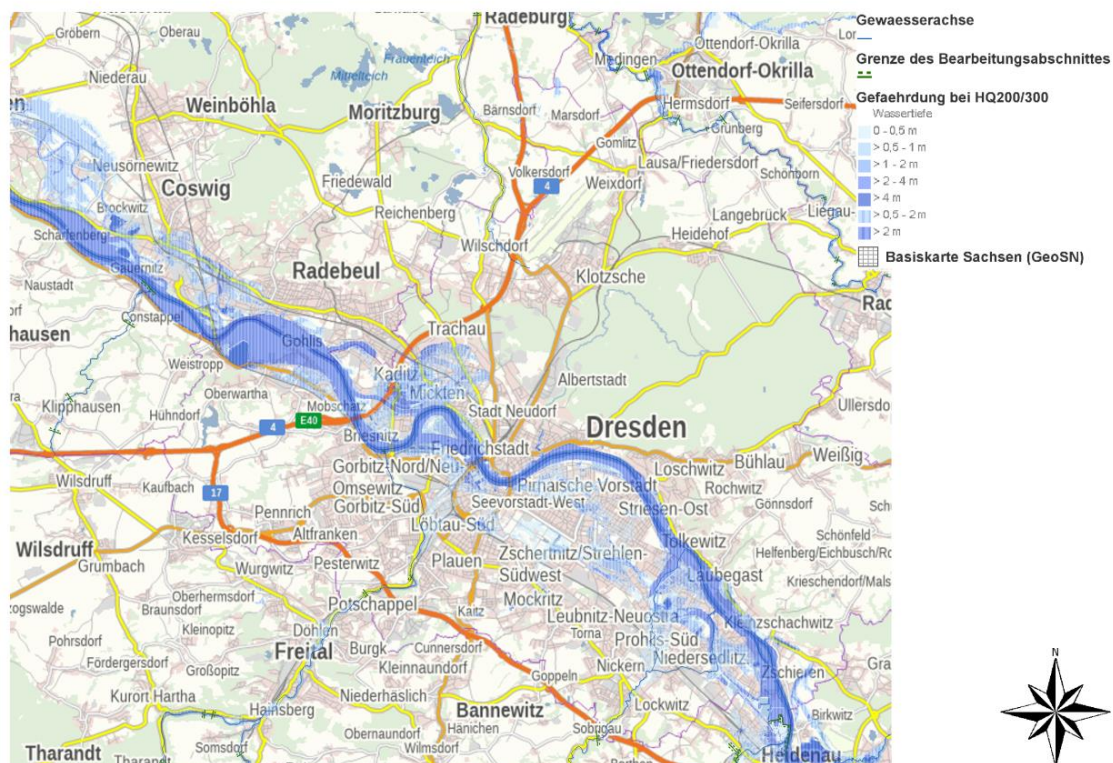 Radeburg
Gröbern
Oberau
Frauenteich
Mittelteich
Medingen
Ottendorf-Okrilla
Ottendorf-Okrilla
Niederau
Weinböhla
Moritzburg
Bärnsdorf
Marsdorf
Hermsdorf
Seifersdorf
Grünberg
Gomlitz
Neusörnewitz
Friedewald
Volkersdorf
Lausa/Friedersdorf
Schönborn
Coswig
4
Weixdorf
Brockwitz
Reichenberg
Langebrück
Liegau-
Scharfenberg
Wilschdorf
Heidehof
Gauernitz
Radebeul
Klotzsche
Naustadt
Rad
Constappel
hausen
Trachau
Gohlis
Weistropp
Kaditz
Albertstadt
Mickten
Oberwartha
Klipphausen
Hühndorf
Mobschatz
Stadt Neudorf
Ullersdo
E40
4
Dresden
Briesnitz
Friedrichstadt
Bühlau
Weißig
Gorbitz-Nord/Neu-
Loschwitz
Wilsdruff
Kaufbach
Omsewitz
Pirnaische Vorstadt
Rochwitz
17
Gorbitz-Süd
Seevorstadt-West
Gönnsdorf
Pennrich
Striesen-Ost
Löbtau-Süd
Kesselsdorf
Altfranken
Tolkewitz
Schönfeld
Wilsdruff
Zschertnitz/Strehlen-
Südwest
Helfenberg/Eichbusch/Ro
Grumbach
Pesterwitz
Plauen
Wurgwitz
Laubegast
Krieschendorf/Mals
zogswalde
Oberhermsdorf
Mockritz
Braunsdorf
Potschappel
Kaitz
Leubnitz-Neuostra
Kleinzschachwitz
Kleinopitz
Döhlen
Torna
Prohlis-Süd
Pohrsdorf
Freital
Burgk
Cunnersdorf
Niedersedlitz
Fördergersdorf
Großopitz
Kleinnaundorf
Nickern
Zschieren
Gra
Goppeln
Kurort Hartha
Niederhäslich
Lockwitz
Birkwitz
Hainsberg
Bannewitz
Obernaundorf
Hänichen
Sobrigau
Somsdorf
Wilmsdorf
Heidenau
Tharandt
Tharandt
Gewaesserachse
Grenze des Bearbeitungsabschnittes
Gefaehrdung bei HQ200/300
Wassertiefe
0 - 0,5 m
> 0,5 - 1 m
> 1 - 2 m
> 2 - 4 m
> 4 m
> 0,5 - 2 m
> 2 m
Basiskarte Sachsen (GeoSN)
N